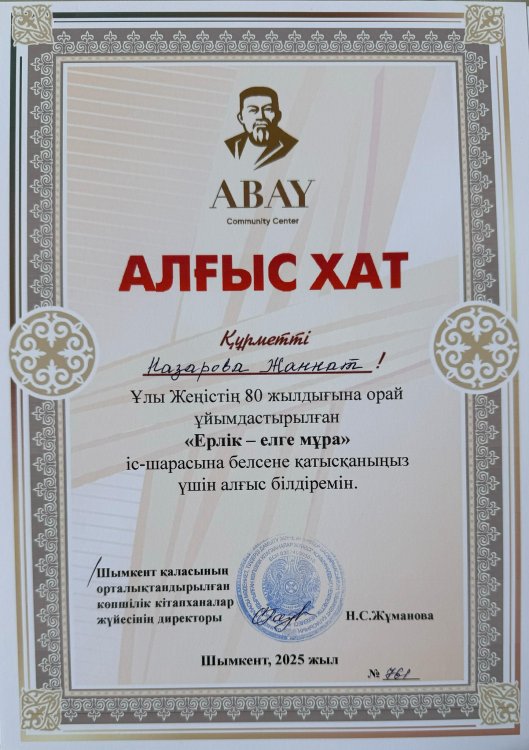 ABAY
Community Center
АЛҒЫС ХАТ
Құрметті
Назарова Жаннат !
Ұлы Жеңістің 80 жылдығына орай
ұйымдастырылған
«Ерлік – елге мұра»
іс-шарасына белсене қатысқаныңыз
үшін алғыс білдіремін.
Шымкент қаласының
орталықтандырылған
көпшілік кітапханалар
жүйесінің директоры
Н.С.Жұманова
Шымкент, 2025 жыл
№ 761